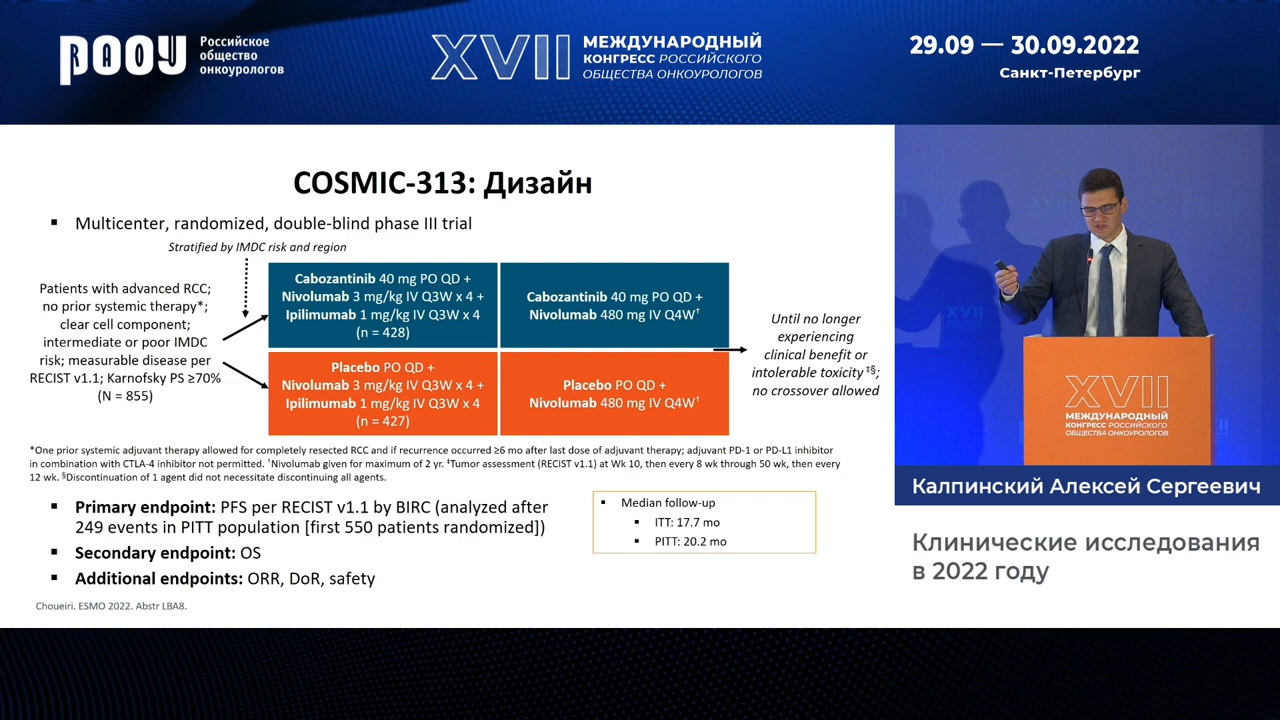 РООУ
Российское
общество
онкоурологов
XVII
МЕЖДУНАРОДНЫЙ
КОНГРЕСС РОССИЙСКОГО
ОБЩЕСТВА ОНКОУРОЛОГОВ
29.09 — 30.09.2022
Санкт-Петербург
COSMIC-313: Дизайн
▪ Multicenter, randomized, double-blind phase III trial
Stratified by IMDC risk and region
Patients with advanced RCC;
no prior systemic therapy*;
clear cell component;
intermediate or poor IMDC
risk; measurable disease per
RECIST v1.1; Karnofsky PS ≥70%
(N = 855)
Cabozantinib 40 mg PO QD +
Nivolumab 3 mg/kg IV Q3W x 4 +
Ipilimumab 1 mg/kg IV Q3W x 4
(n = 428)
Cabozantinib 40 mg PO QD +
Nivolumab 480 mg IV Q4W†
Placebo PO QD +
Nivolumab 3 mg/kg IV Q3W x 4 +
Ipilimumab 1 mg/kg IV Q3W x 4
(n = 427)
Placebo PO QD +
Nivolumab 480 mg IV Q4W†
Until no longer
experiencing
clinical benefit or
intolerable toxicity‡§;
no crossover allowed
*One prior systemic adjuvant therapy allowed for completely resected RCC and if recurrence occurred ≥6 mo after last dose of adjuvant therapy; adjuvant PD-1 or PD-L1 inhibitor
in combination with CTLA-4 inhibitor not permitted. †Nivolumab given for maximum of 2 yr. ‡Tumor assessment (RECIST v1.1) at Wk 10, then every 8 wk through 50 wk, then every
12 wk. §Discontinuation of 1 agent did not necessitate discontinuing all agents.
▪ Primary endpoint: PFS per RECIST v1.1 by BIRC (analyzed after
249 events in PITT population [first 550 patients randomized])
▪ Secondary endpoint: OS
▪ Additional endpoints: ORR, DoR, safety
▪ Median follow-up
▪ ITT: 17.7 mo
▪ PITT: 20.2 mo
Choueiri. ESMO 2022. Abstr LBA8.
XVII
МЕЖДУНАРОДНЫЙ
КОНГРЕСС РОССИЙСКОГО
ОБЩЕСТВА ОНКОУРОЛОГОВ
Калпинский Алексей Сергеевич
Клинические исследования
в 2022 году